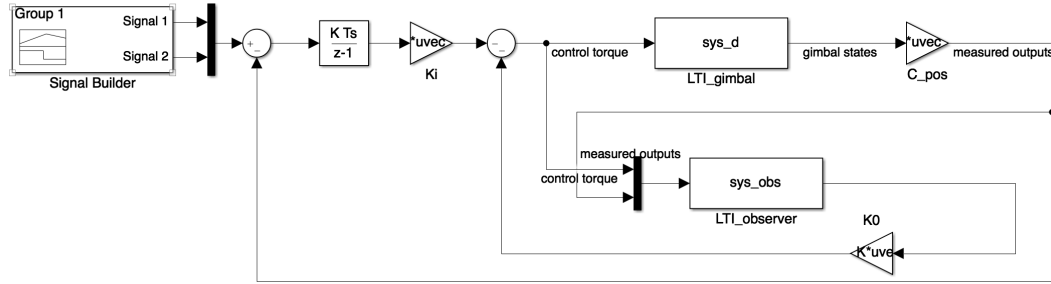 Group 1
Signal 1
Signal 2
Signal Builder
+
−
K Ts
z-1
*uvec
Ki
−
−
control torque
sys_d
LTI_gimbal
gimbal states
*uvec
C_pos
measured outputs
measured outputs
control torque
sys_obs
LTI_observer
K0
K*uve